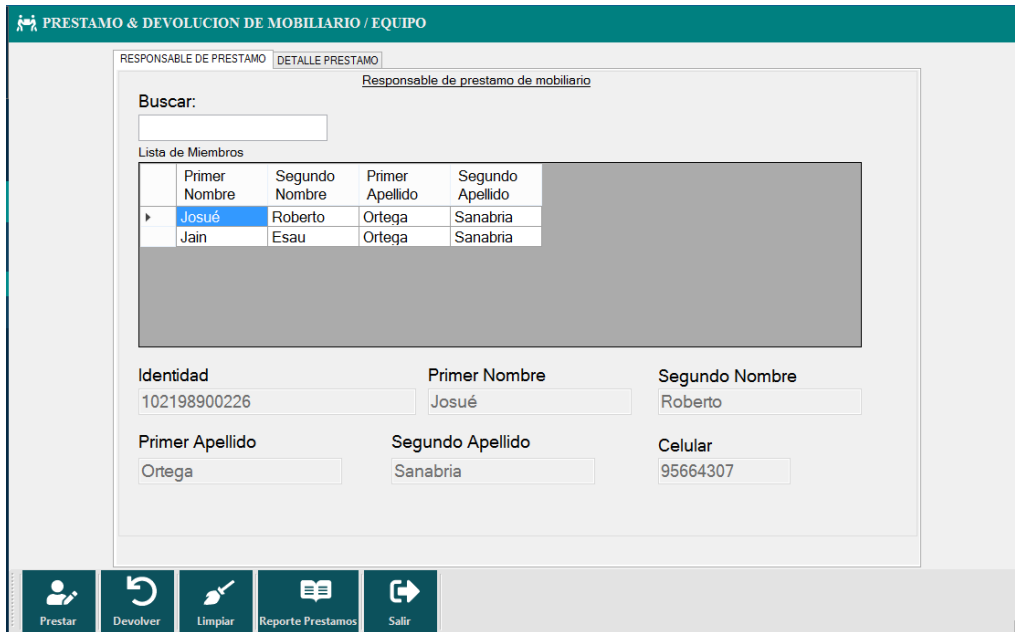 PRESTAMO & DEVOLUCION DE MOBILIARIO / EQUIPO
RESPONSABLE DE PRESTAMO DETALLE PRESTAMO
Responsable de prestamo de mobiliario
Buscar:
Lista de Miembros
Primer Nombre Segundo Nombre Primer Apellido Segundo Apellido
Josué Roberto Ortega Sanabria
Jain Esau Ortega Sanabria
Identidad Primer Nombre Segundo Nombre
102198900226 Josué Roberto
Primer Apellido Segundo Apellido Celular
Ortega Sanabria 95664307
Prestar Devolver Limpiar Reporte Prestamos Salir